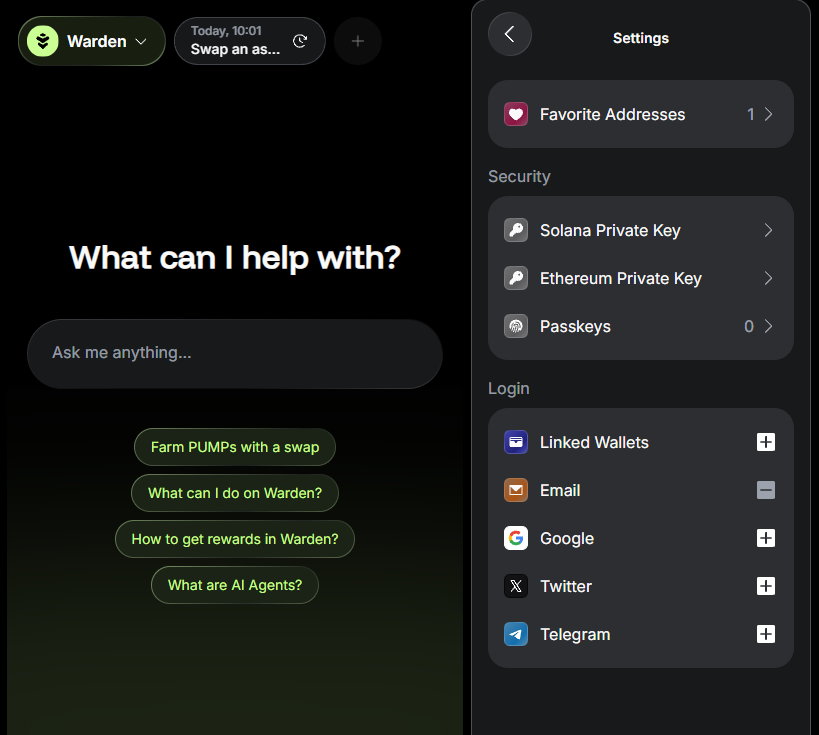 Warden
Today, 10:01
Swap an as...
What can I help with?
Ask me anything...
Farm PUMPs with a swap
What can I do on Warden?
How to get rewards in Warden?
What are AI Agents?
Settings
Favorite Addresses 1
Security
Solana Private Key
Ethereum Private Key
Passkeys 0
Login
Linked Wallets
Email
Google
Twitter
Telegram